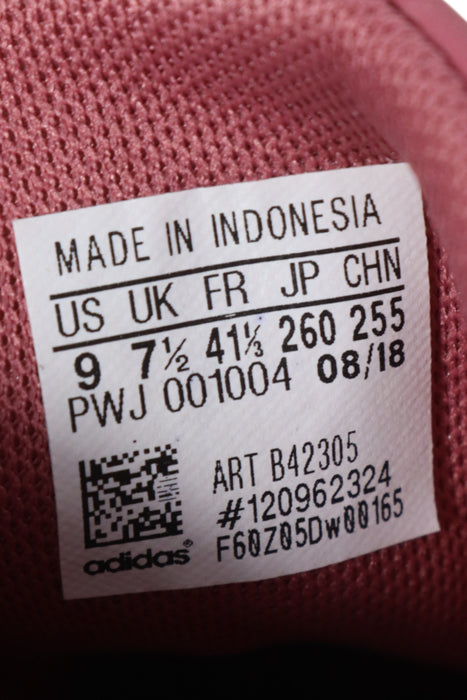 MADE IN INDONESIA
US UK FR JP CHN
9 7½ 41⅓ 260 255
PWJ 001004 08/18
ART B42305
#120962324
F60Z05Dw00165
adidas®